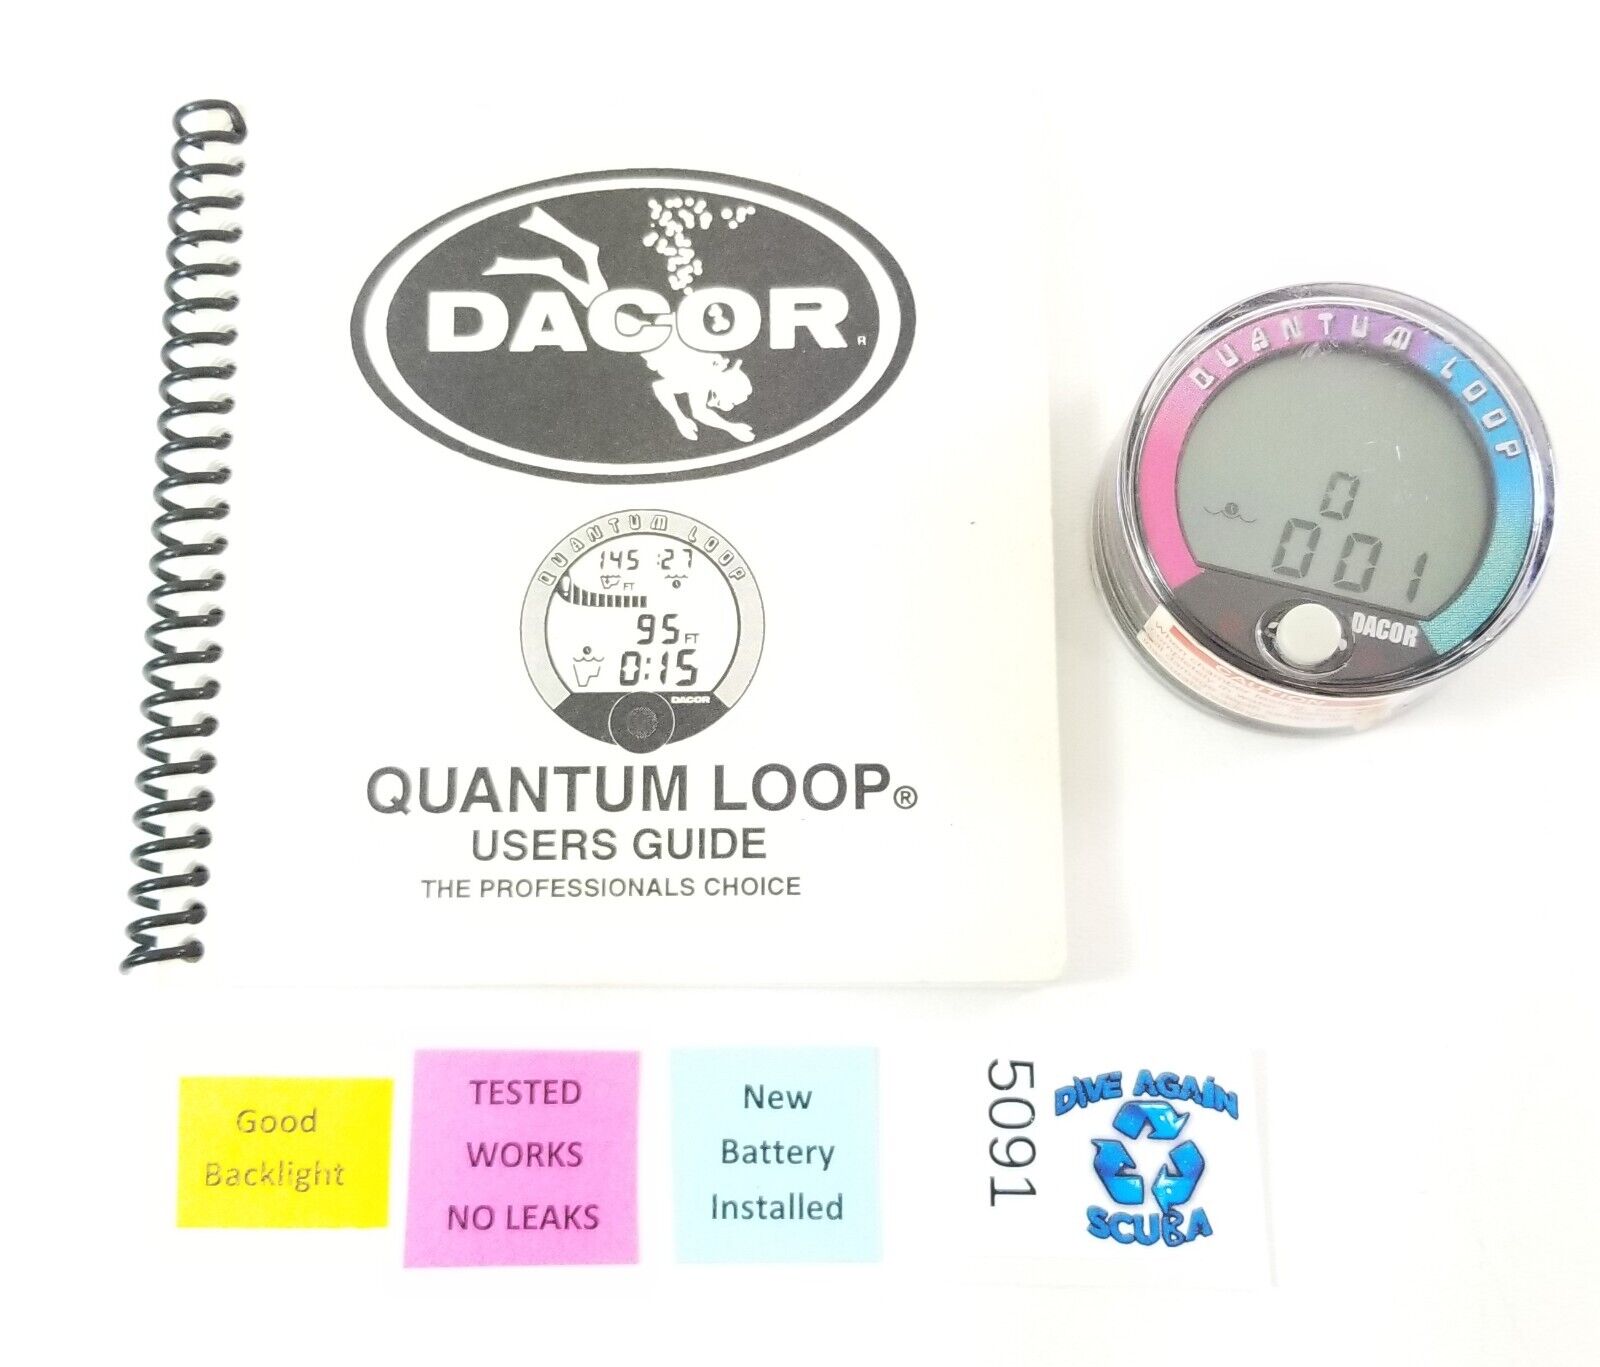 DACOR
R
QUANTUM LOOP
145 :27
FT
95 FT
0:15
DACOR
QUANTUM LOOP®
USERS GUIDE
THE PROFESSIONALS CHOICE
QUANTUM LOOP
0
001
DACOR
CAUTION
Good
Backlight
TESTED
WORKS
NO LEAKS
New
Battery
Installed
5091
DIVE AGAIN
SCUBA